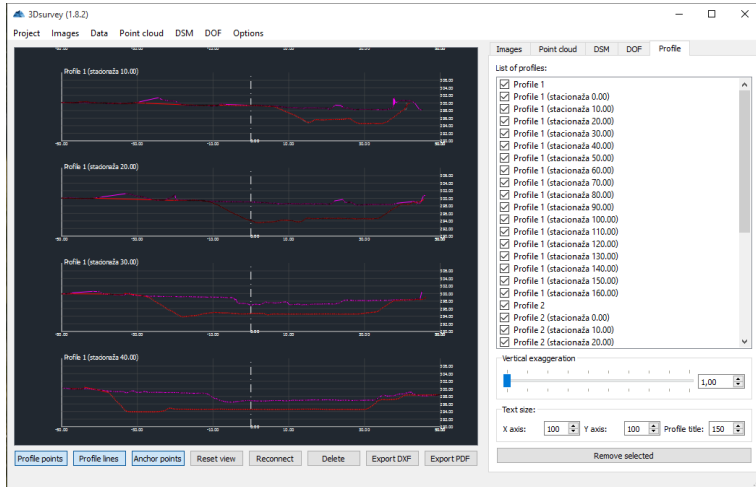 3Dsurvey (1.8.2)
Project Images Data Point cloud DSM DOF Options
Images Point cloud DSM DOF Profile
List of profiles:
Profile 1
Profile 1 (stacionaža 0.00)
Profile 1 (stacionaža 10.00)
Profile 1 (stacionaža 20.00)
Profile 1 (stacionaža 30.00)
Profile 1 (stacionaža 40.00)
Profile 1 (stacionaža 50.00)
Profile 1 (stacionaža 60.00)
Profile 1 (stacionaža 70.00)
Profile 1 (stacionaža 80.00)
Profile 1 (stacionaža 90.00)
Profile 1 (stacionaža 100.00)
Profile 1 (stacionaža 110.00)
Profile 1 (stacionaža 120.00)
Profile 1 (stacionaža 130.00)
Profile 1 (stacionaža 140.00)
Profile 1 (stacionaža 150.00)
Profile 1 (stacionaža 160.00)
Profile 2
Profile 2 (stacionaža 0.00)
Profile 2 (stacionaža 10.00)
Profile 2 (stacionaža 20.00)
Vertical exaggeration
1,00
Text size:
X axis: 100 Y axis: 100 Profile title: 150
Remove selected
Profile 1 (stacionaža 10.00)
Profile 1 (stacionaža 20.00)
Profile 1 (stacionaža 30.00)
Profile 1 (stacionaža 40.00)
Profile points Profile lines Anchor points Reset view Reconnect Delete Export DXF Export PDF